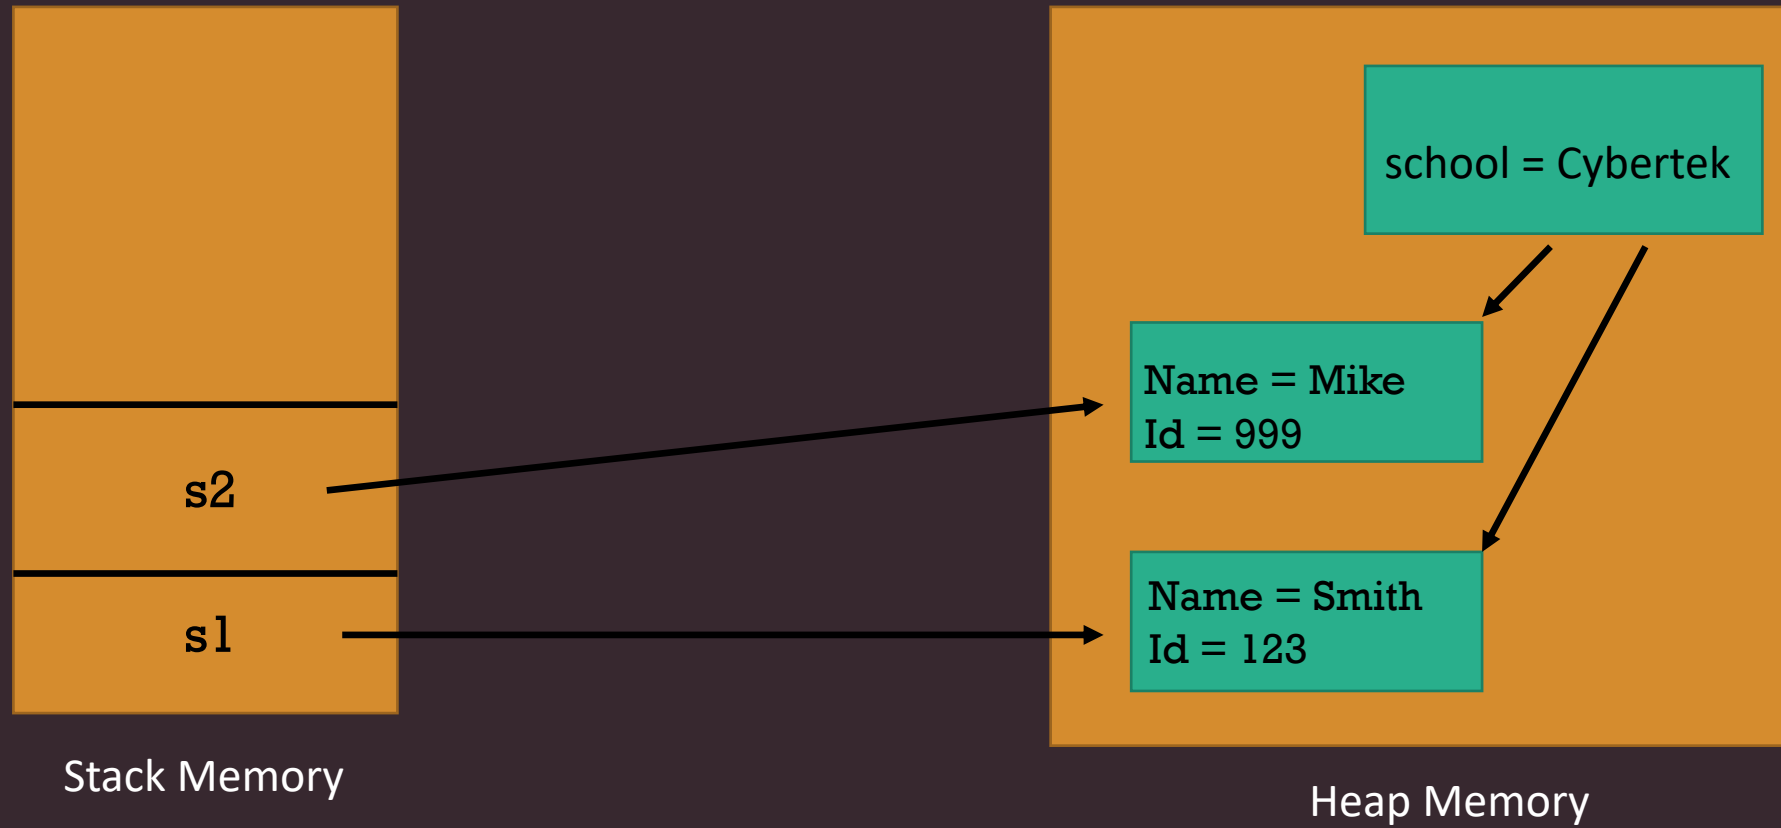 school = Cybertek
Name = Mike
Id = 999
s2
Name = Smith
Id = 123
s1
Stack Memory
Heap Memory